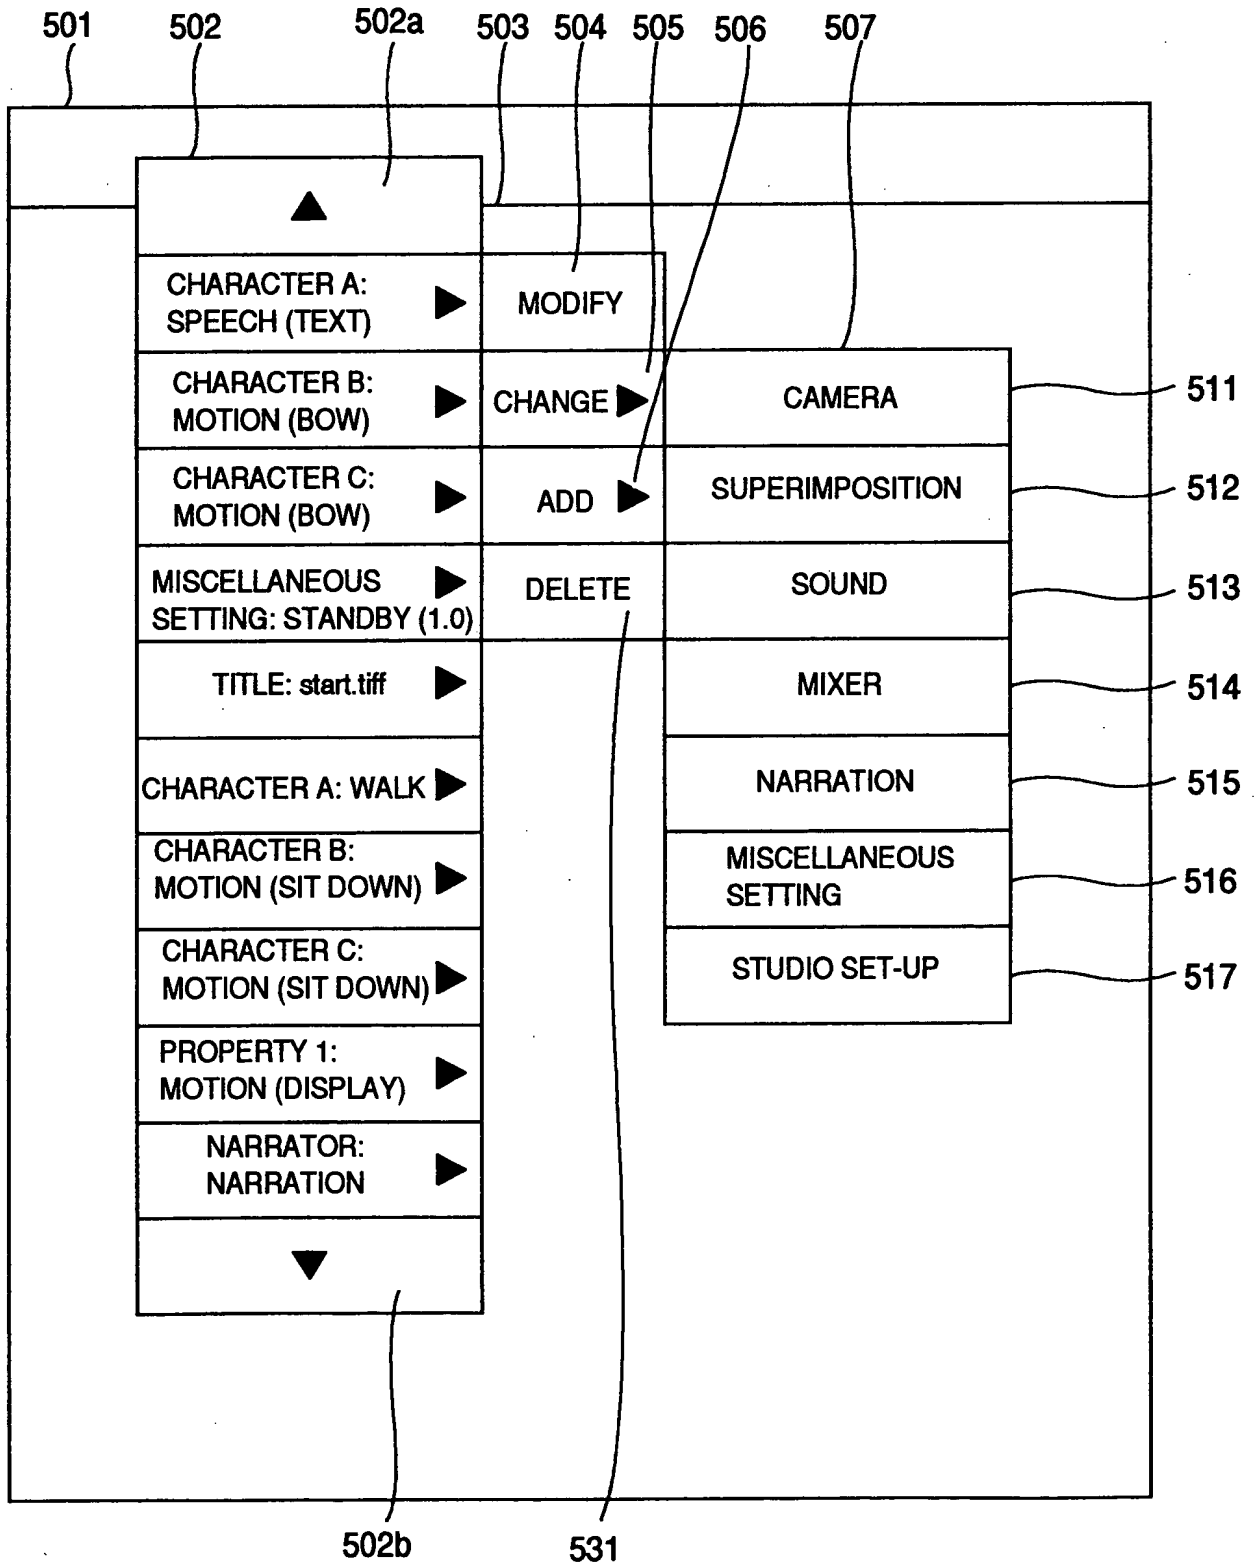 501 502 502a 503 504 505 506 507
CHARACTER A:
SPEECH (TEXT)
MODIFY
CHARACTER B:
MOTION (BOW)
CHANGE
CAMERA
511
CHARACTER C:
MOTION (BOW)
ADD
SUPERIMPOSITION
512
MISCELLANEOUS
SETTING: STANDBY (1.0)
DELETE
SOUND
513
TITLE: start.tiff
MIXER
514
CHARACTER A: WALK
NARRATION
515
CHARACTER B:
MOTION (SIT DOWN)
MISCELLANEOUS
SETTING
516
CHARACTER C:
MOTION (SIT DOWN)
STUDIO SET-UP
517
PROPERTY 1:
MOTION (DISPLAY)
NARRATOR:
NARRATION
502b
531